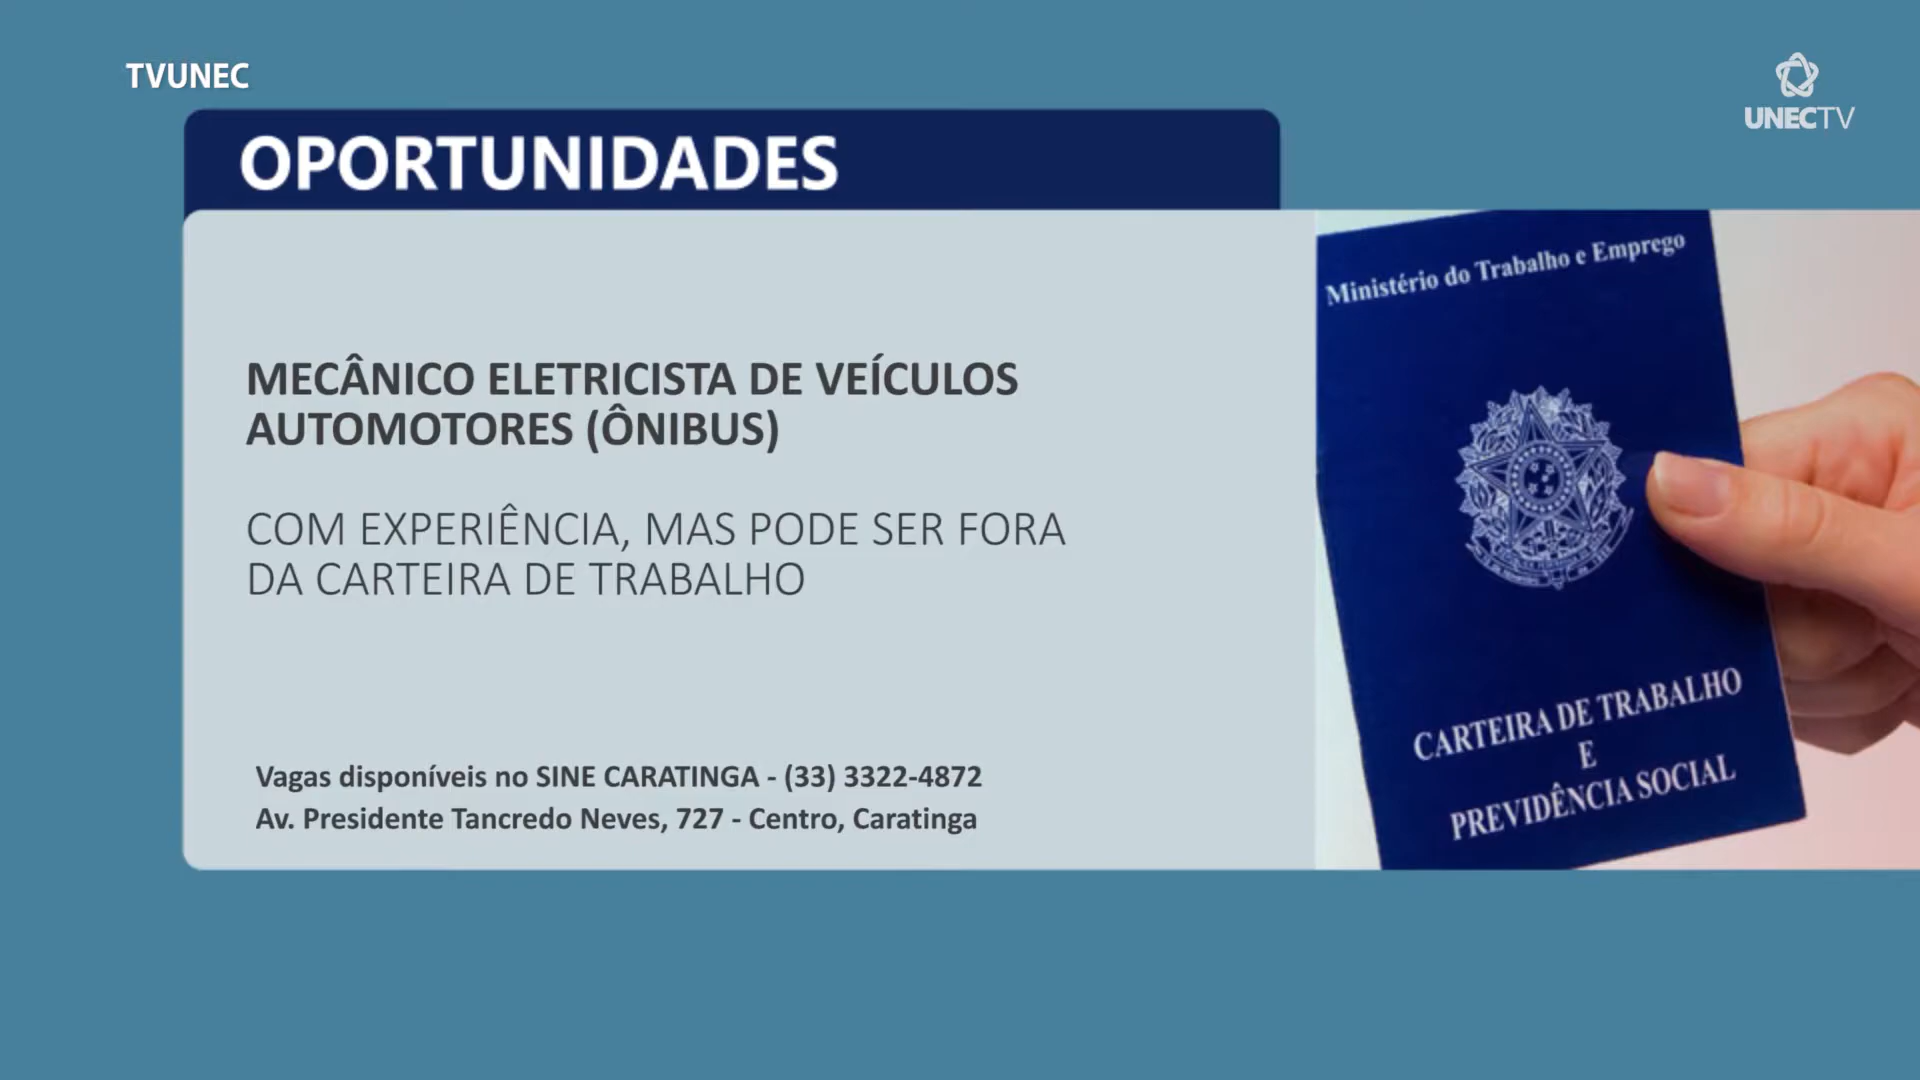 TVUNEC
UNECTV
OPORTUNIDADES
MECÂNICO ELETRICISTA DE VEÍCULOS
AUTOMOTORES (ÔNIBUS)
COM EXPERIÊNCIA, MAS PODE SER FORA
DA CARTEIRA DE TRABALHO
Vagas disponíveis no SINE CARATINGA - (33) 3322-4872
Av. Presidente Tancredo Neves, 727 - Centro, Caratinga
Ministério do Trabalho e Emprego
CARTEIRA DE TRABALHO
E
PREVIDÊNCIA SOCIAL